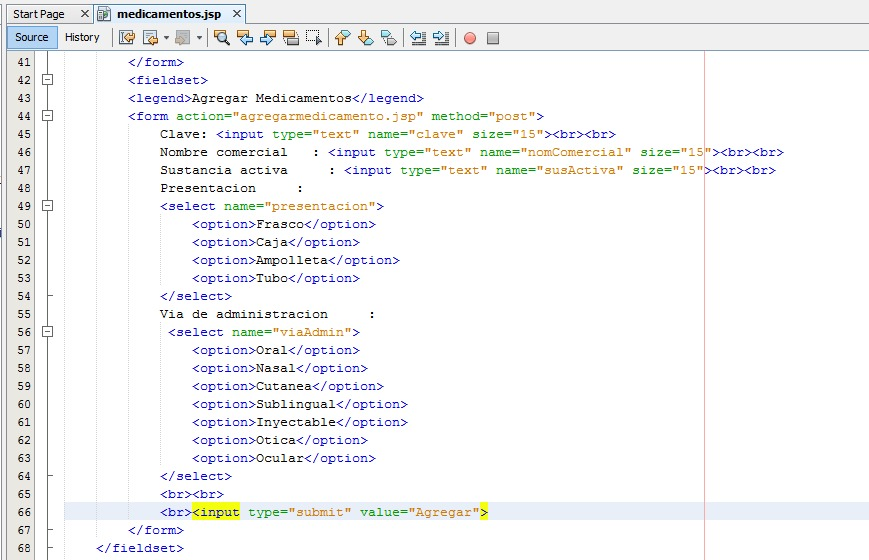 Start Page medicamentos.jsp
Source History
41 </form>
42 <fieldset>
43 <legend>Agregar Medicamentos</legend>
44 <form action="agregarmedicamento.jsp" method="post">
45 Clave: <input type="text" name="clave" size="15"><br><br>
46 Nombre comercial : <input type="text" name="nomComercial" size="15"><br><br>
47 Sustancia activa : <input type="text" name="susActiva" size="15"><br><br>
48 Presentacion :
49 <select name="presentacion">
50 <option>Frasco</option>
51 <option>Caja</option>
52 <option>Ampolleta</option>
53 <option>Tubo</option>
54 </select>
55 Via de administracion :
56 <select name="viaAdmin">
57 <option>Oral</option>
58 <option>Nasal</option>
59 <option>Cutanea</option>
60 <option>Sublingual</option>
61 <option>Inyectable</option>
62 <option>Otica</option>
63 <option>Ocular</option>
64 </select>
65 <br><br>
66 <br><input type="submit" value="Agregar">
67 </form>
68 </fieldset>